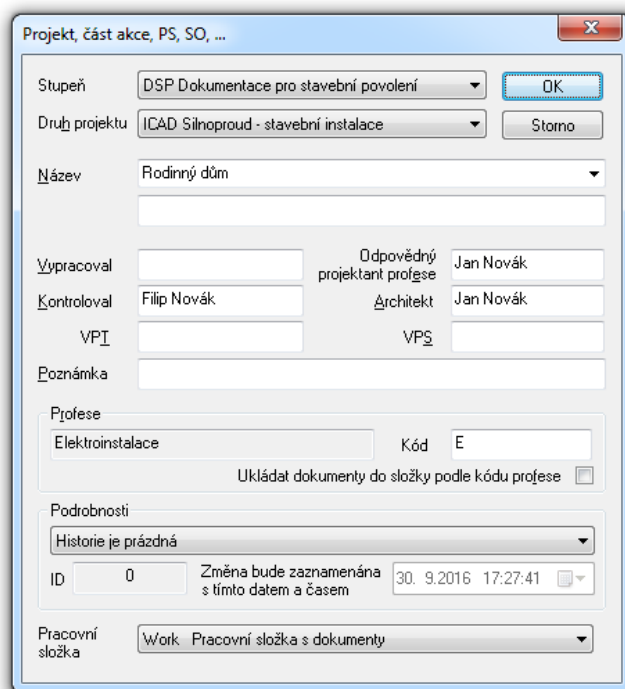 Projekt, část akce, PS, SO, ...
Stupeň DSP Dokumentace pro stavební povolení OK
Druh projektu ICAD Silnoproud - stavební instalace Storno
Název Rodinný dům
Vypracoval Odpovědný projektant profese Jan Novák
Kontroloval Filip Novák Architekt Jan Novák
VPT VPS
Poznámka
Profese
Elektroinstalace Kód E
Ukládat dokumenty do složky podle kódu profese
Podrobnosti
Historie je prázdná
ID 0 Změna bude zaznamenána s tímto datem a časem 30. 9.2016 17:27:41
Pracovní složka Work Pracovní složka s dokumenty